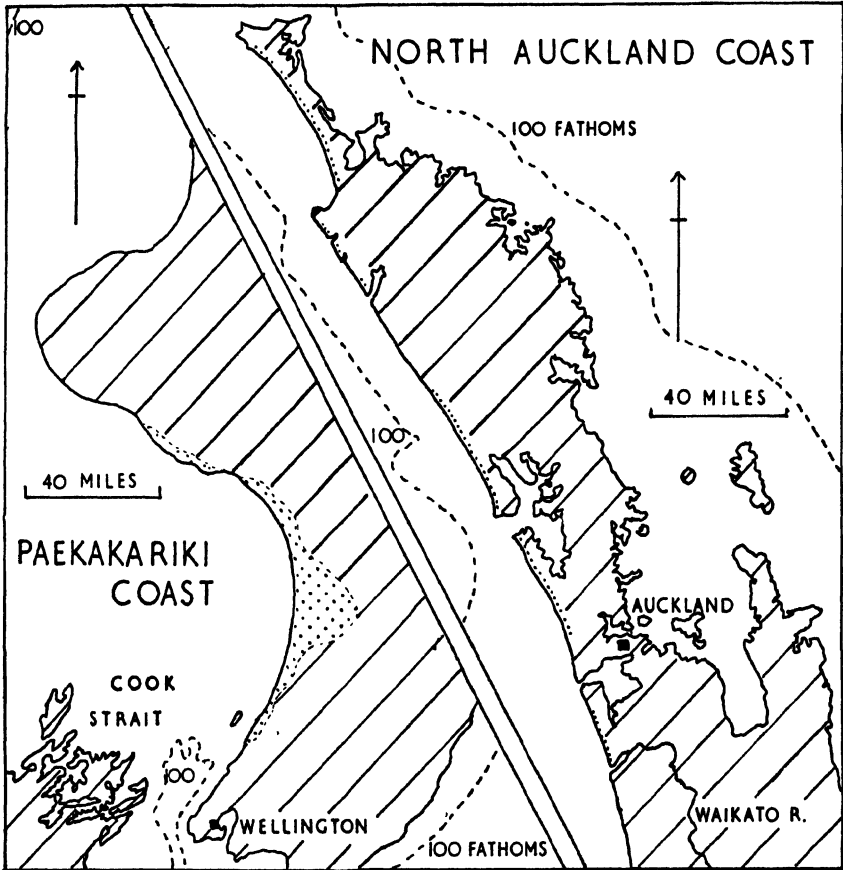 100
NORTH AUCKLAND COAST
100 FATHOMS
40 MILES
100
40 MILES
PAEKAKARIKI
COAST
AUCKLAND
COOK
STRAIT
100
WELLINGTON
WAIKATO R.
100 FATHOMS